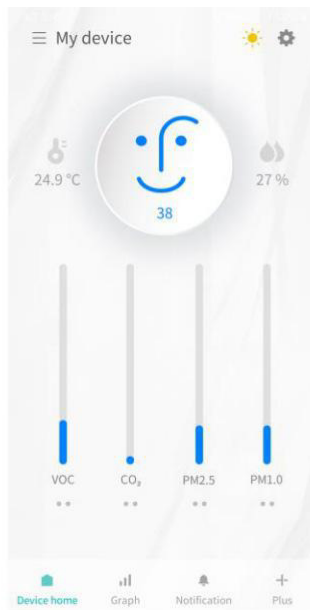 My device
24.9 °C
27 %
38
VOC
CO₂
PM2.5
PM1.0
Device home
Graph
Notification
Plus